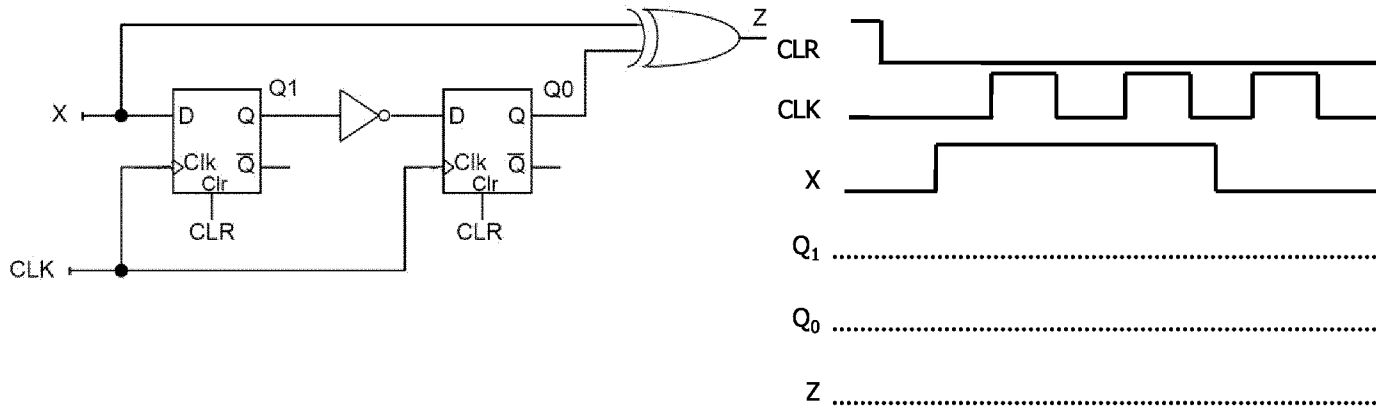 Z
X
D Q
Q1
D Q
Q0
Clk Q̅
Clr
CLR
Clk Q̅
Clr
CLR
CLK
CLR
CLK
X
Q₁
Q₀
Z